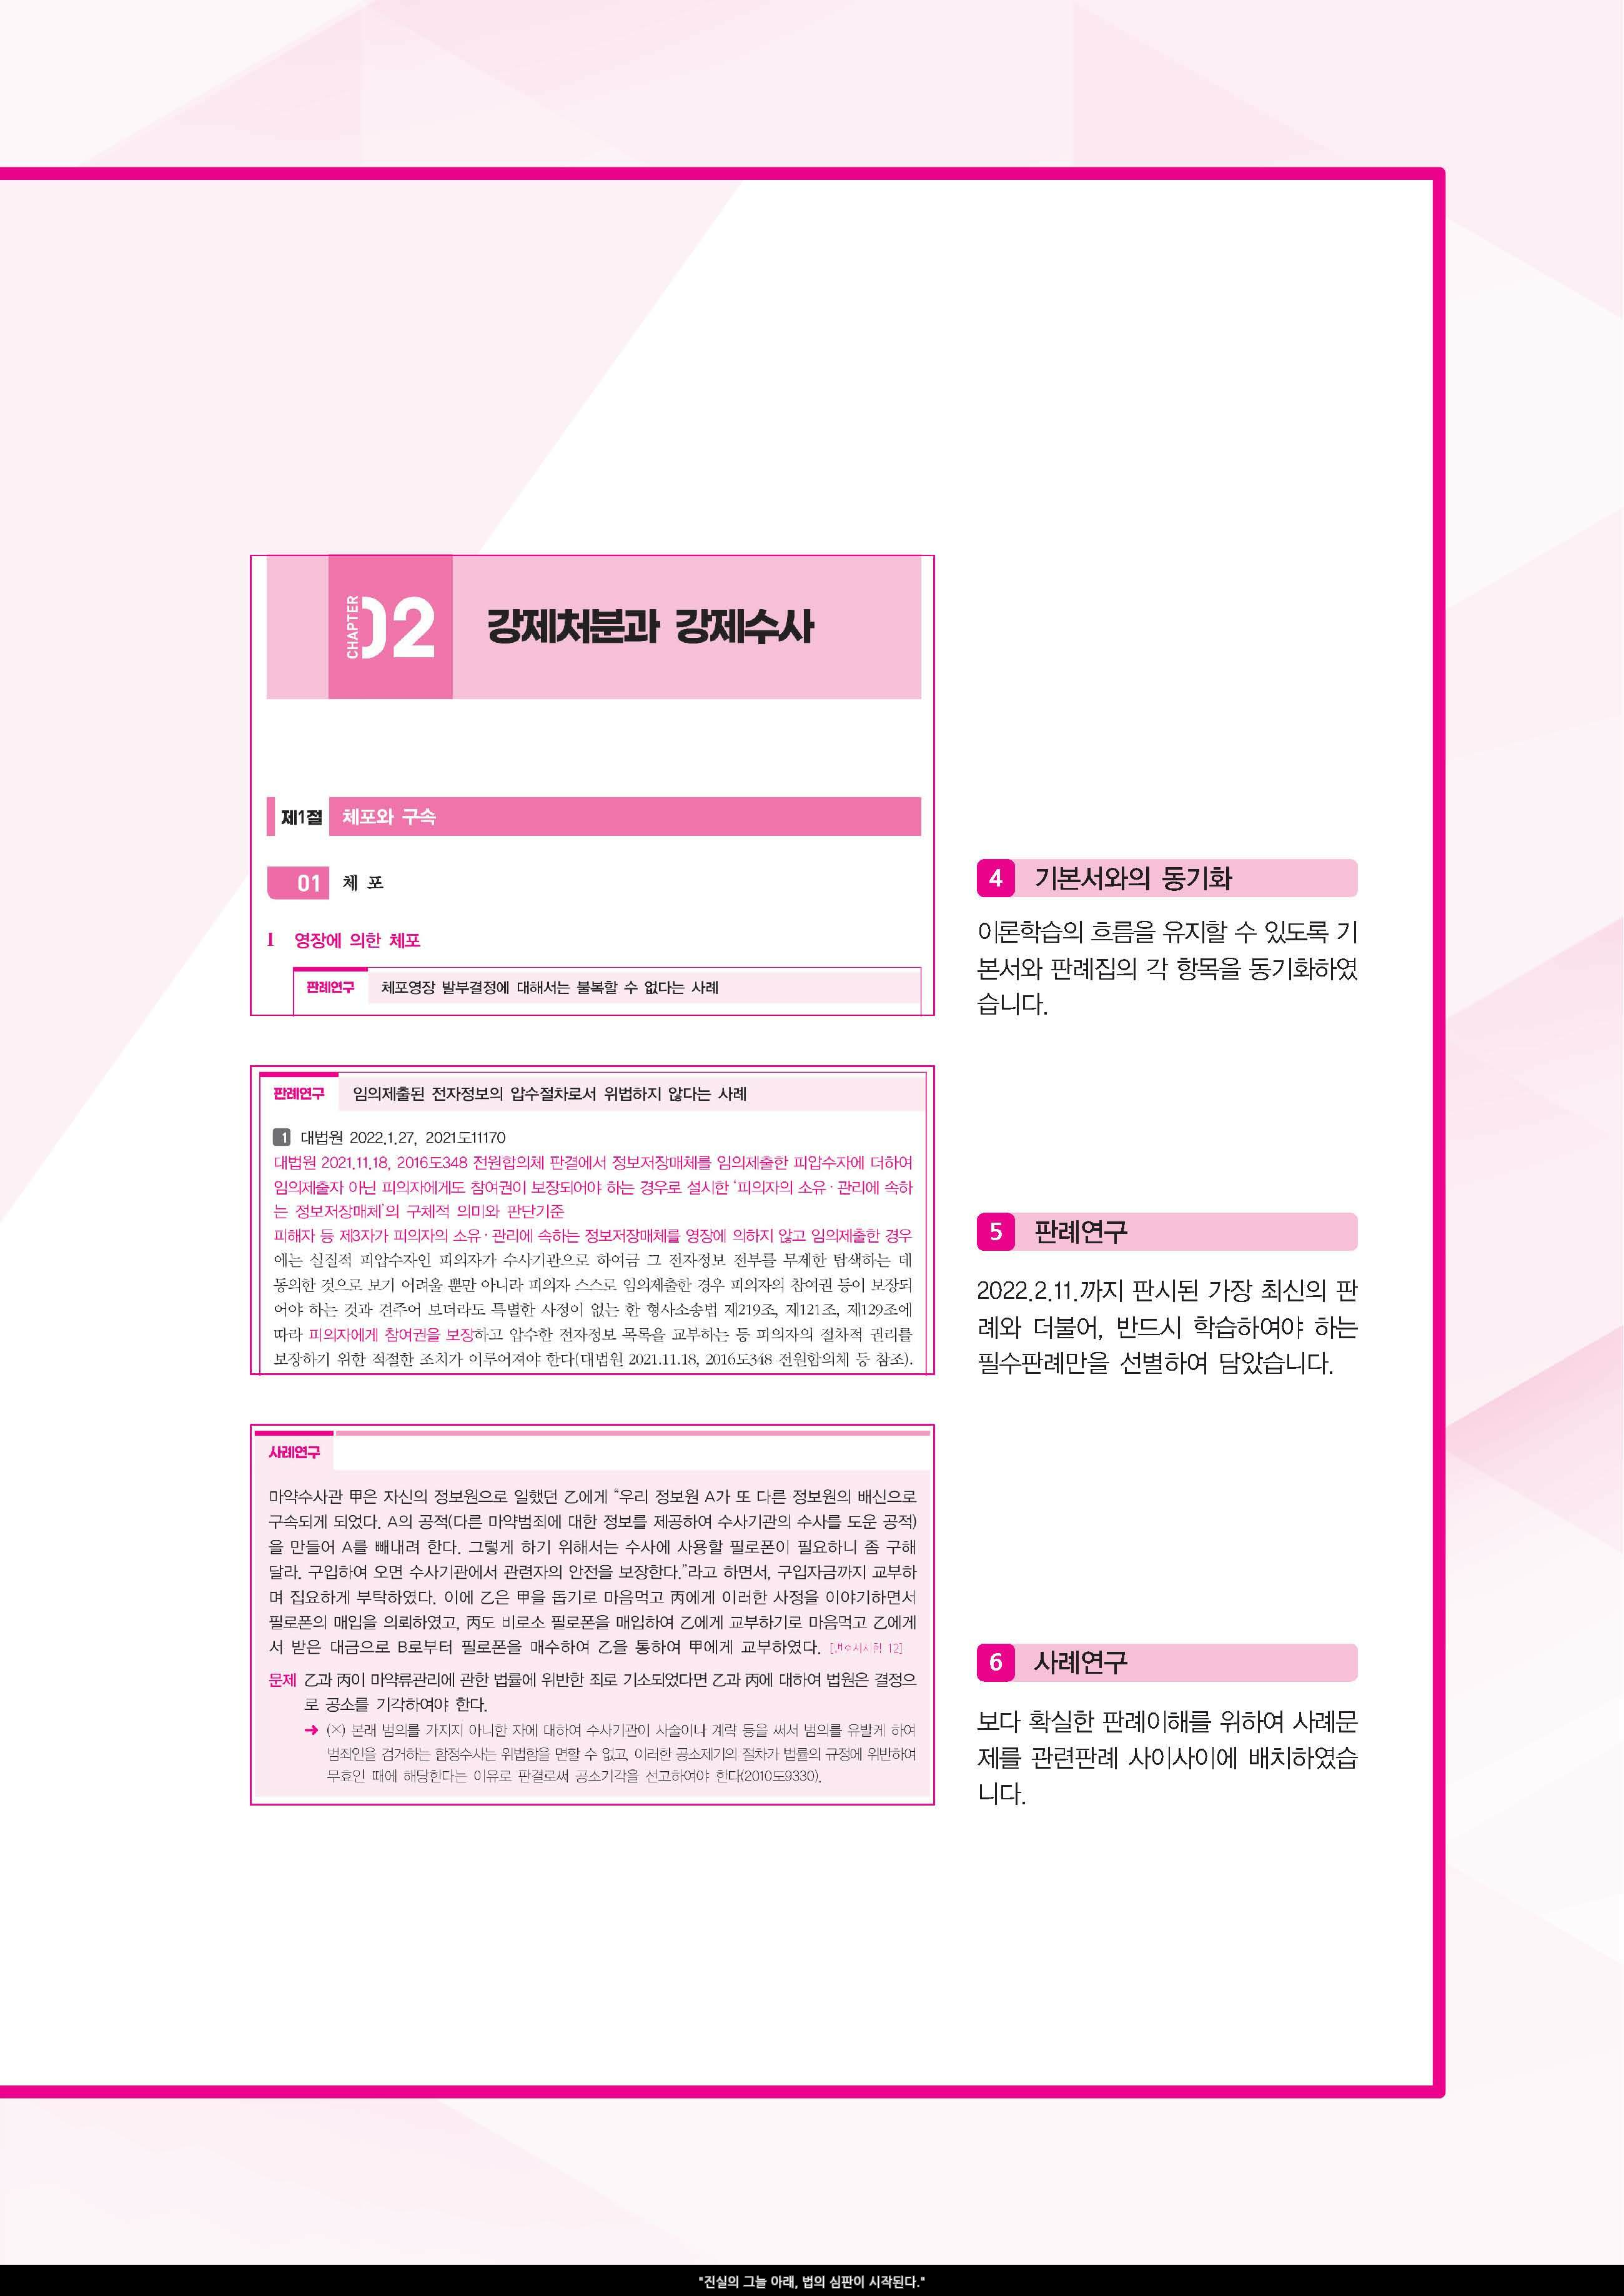 CHAPTER 02 강제처분과 강제수사
제1절 체포와 구속
01 체 포
Ⅰ 영장에 의한 체포
판례연구 체포영장 발부결정에 대해서는 불복할 수 없다는 사례
4 기본서와의 동기화
이론학습의 흐름을 유지할 수 있도록 기
본서와 판례집의 각 항목을 동기화하였
습니다.
판례연구 임의제출된 전자정보의 압수절차로서 위법하지 않다는 사례
1 대법원 2022.1.27, 2021도11170
대법원 2021.11.18, 2016도348 전원합의체 판결에서 정보저장매체를 임의제출한 피압수자에 더하여
임의제출자 아닌 피의자에게도 참여권이 보장되어야 하는 경우로 설시한 ‘피의자의 소유·관리에 속하
는 정보저장매체’의 구체적 의미와 판단기준
피해자 등 제3자가 피의자의 소유·관리에 속하는 정보저장매체를 영장에 의하지 않고 임의제출한 경우
에는 실질적 피압수자인 피의자가 수사기관으로 하여금 그 전자정보 전부를 무제한 탐색하는 데
동의한 것으로 보기 어려울 뿐만 아니라 피의자 스스로 임의제출한 경우 피의자의 참여권 등이 보장되
어야 하는 것과 견주어 보더라도 특별한 사정이 없는 한 형사소송법 제219조, 제121조, 제129조에
따라 피의자에게 참여권을 보장하고 압수한 전자정보 목록을 교부하는 등 피의자의 절차적 권리를
보장하기 위한 적절한 조치가 이루어져야 한다(대법원 2021.11.18, 2016도348 전원합의체 등 참조).
5 판례연구
2022.2.11.까지 판시된 가장 최신의 판
례와 더불어, 반드시 학습하여야 하는
필수판례만을 선별하여 담았습니다.
사례연구
마약수사관 甲은 자신의 정보원으로 일했던 乙에게 “우리 정보원 A가 또 다른 정보원의 배신으로
구속되게 되었다. A의 공적(다른 마약범죄에 대한 정보를 제공하여 수사기관의 수사를 도운 공적)
을 만들어 A를 빼내려 한다. 그렇게 하기 위해서는 수사에 사용할 필로폰이 필요하니 좀 구해
달라. 구입하여 오면 수사기관에서 관련자의 안전을 보장한다.”라고 하면서, 구입자금까지 교부하
며 집요하게 부탁하였다. 이에 乙은 甲을 돕기로 마음먹고 丙에게 이러한 사정을 이야기하면서
필로폰의 매입을 의뢰하였고, 丙도 비로소 필로폰을 매입하여 乙에게 교부하기로 마음먹고 乙에게
서 받은 대금으로 B로부터 필로폰을 매수하여 乙을 통하여 甲에게 교부하였다. [변호사시험 12]
문제 乙과 丙이 마약류관리에 관한 법률에 위반한 죄로 기소되었다면 乙과 丙에 대하여 법원은 결정으
로 공소를 기각하여야 한다.
➜ (×) 본래 범의를 가지지 아니한 자에 대하여 수사기관이 사술이나 계략 등을 써서 범의를 유발케 하여
범죄인을 검거하는 함정수사는 위법함을 면할 수 없고, 이러한 공소제기의 절차가 법률의 규정에 위반하여
무효인 때에 해당한다는 이유로 판결로써 공소기각을 선고하여야 한다(2010도9330).
6 사례연구
보다 확실한 판례이해를 위하여 사례문
제를 관련판례 사이사이에 배치하였습
니다.
"진실의 그늘 아래, 법의 심판이 시작된다."